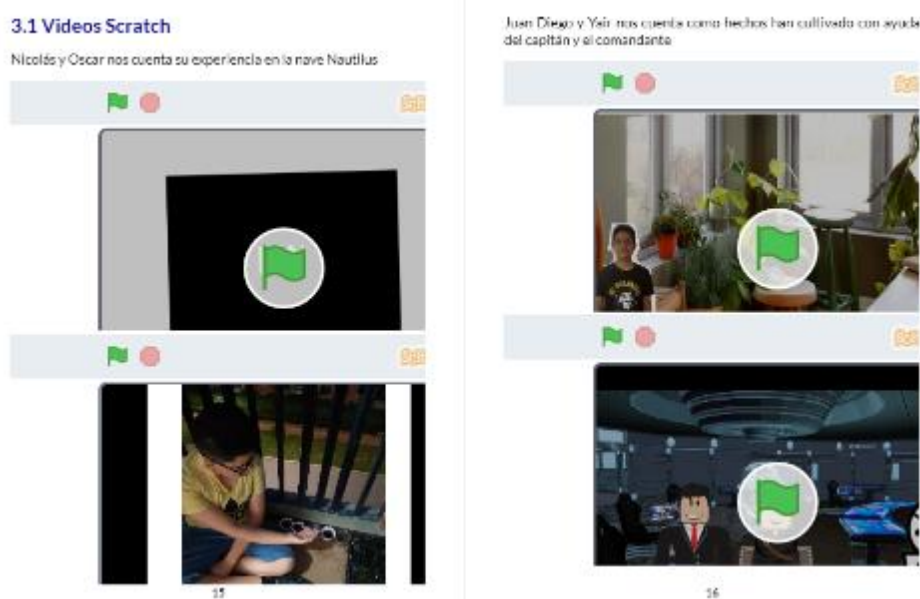 3.1 Videos Scratch
Nicolás y Oscar nos cuenta su experiencia en la nave Nautilus
15
Juan Diego y Yair nos cuenta como hechos han cultivado con ayuda
del capitán y el comandante
16